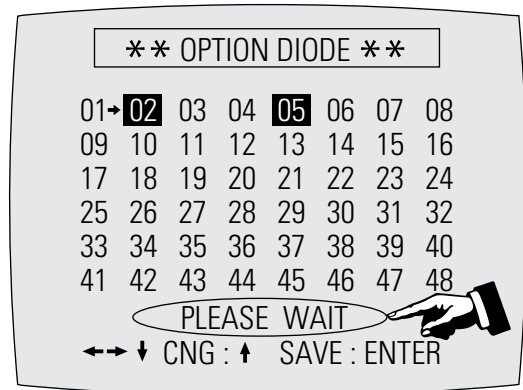 ** OPTION DIODE **
01→ 02 03 04 05 06 07 08
09 10 11 12 13 14 15 16
17 18 19 20 21 22 23 24
25 26 27 28 29 30 31 32
33 34 35 36 37 38 39 40
41 42 43 44 45 46 47 48
PLEASE WAIT
←→ ↓ CNG : ↑ SAVE : ENTER